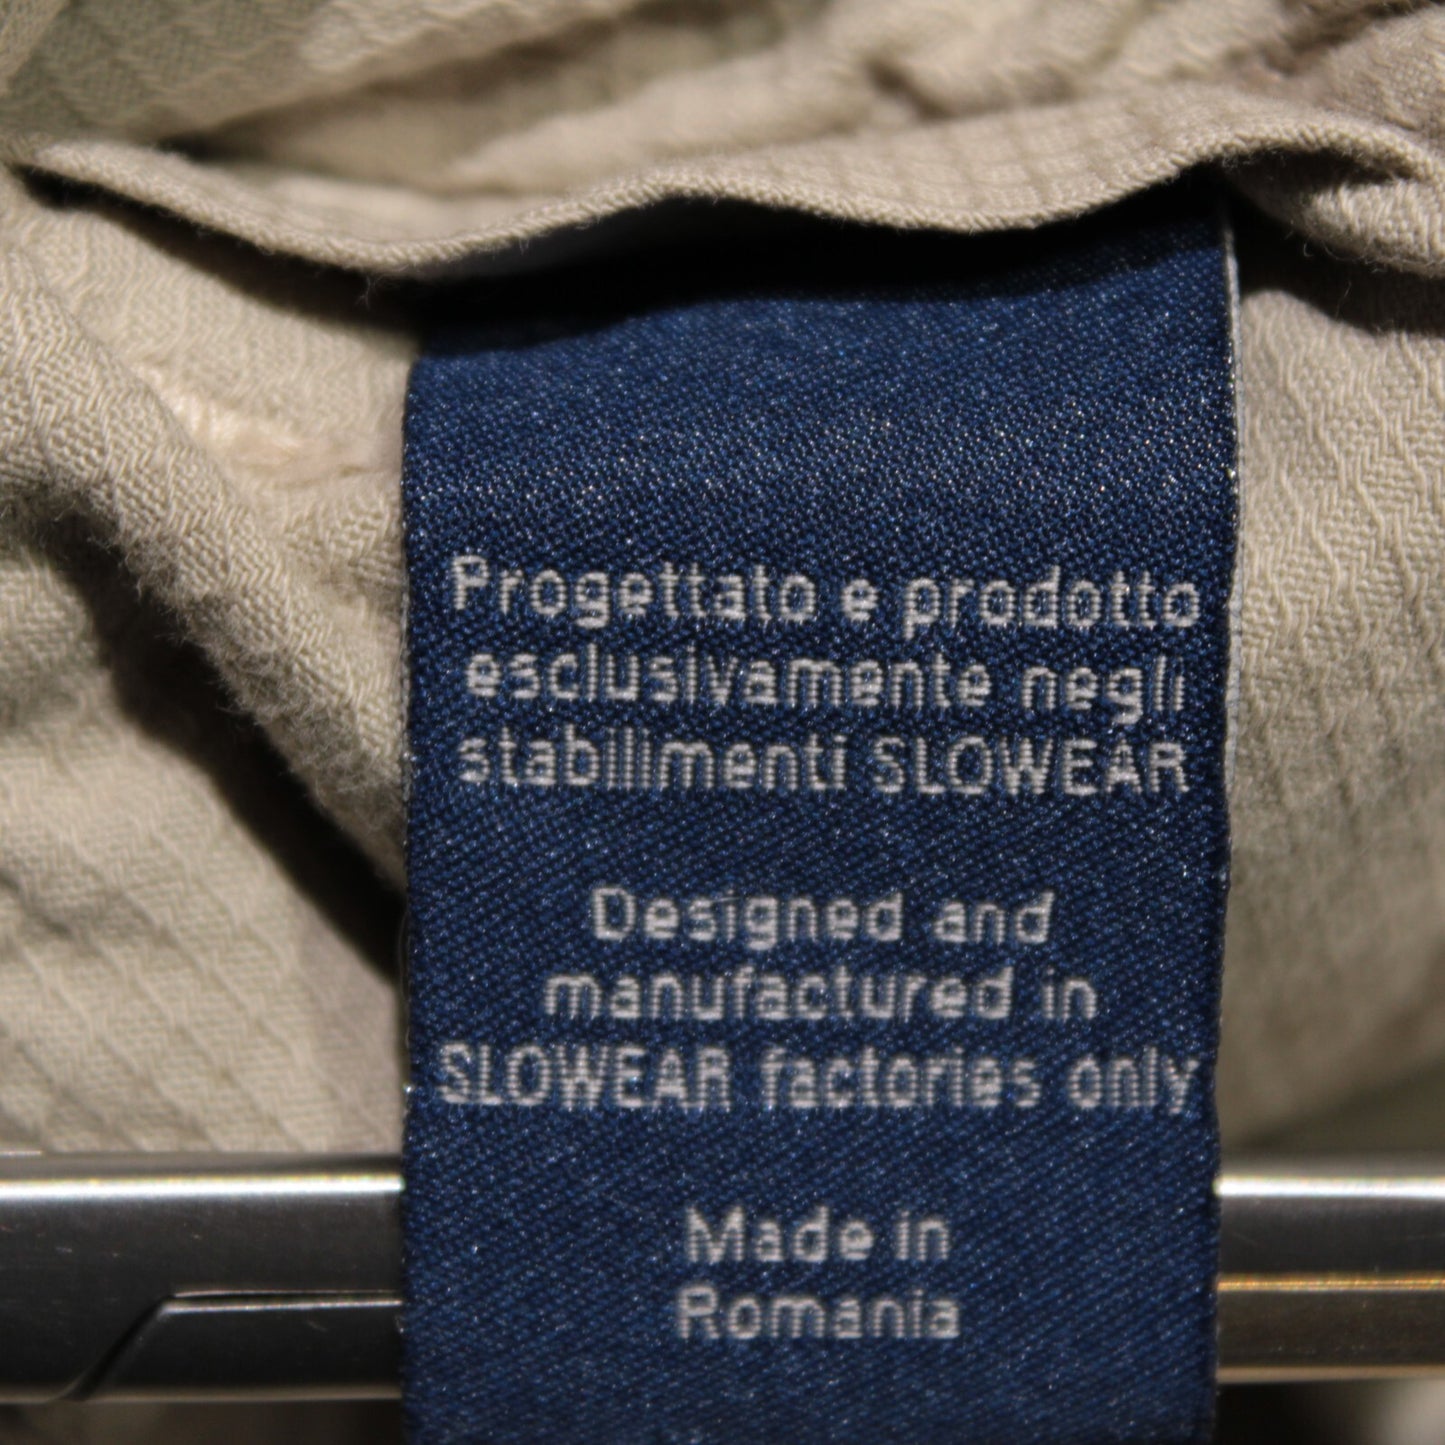 Progettato e prodotto
esclusivamente negli
stabilimenti SLOWEAR
Designed and
manufactured in
SLOWEAR factories only
Made in
Romania